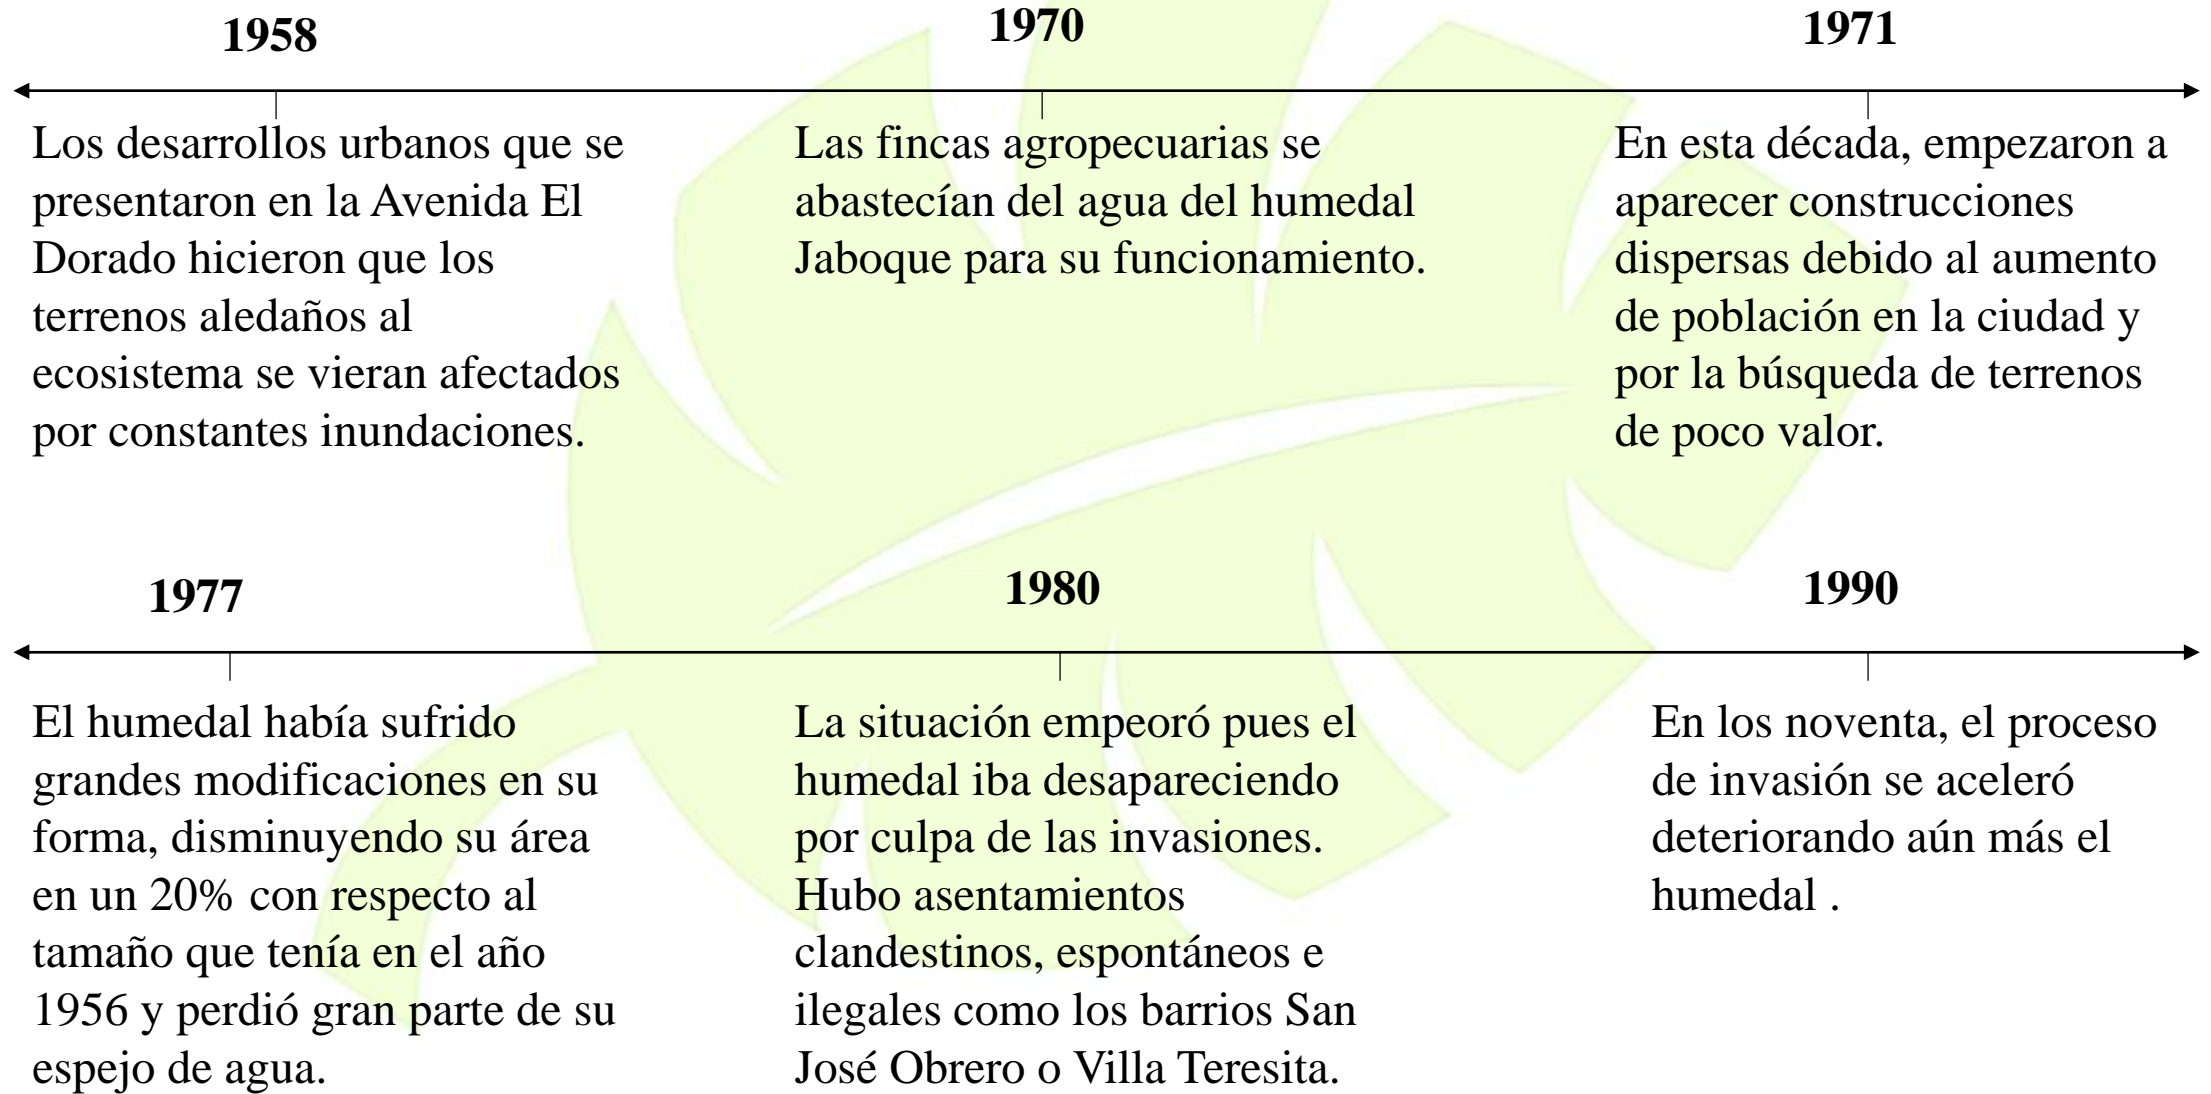 1958
Los desarrollos urbanos que se
presentaron en la Avenida El
Dorado hicieron que los
terrenos aledaños al
ecosistema se vieran afectados
por constantes inundaciones.
1970
Las fincas agropecuarias se
abastecían del agua del humedal
Jaboque para su funcionamiento.
1971
En esta década, empezaron a
aparecer construcciones
dispersas debido al aumento
de población en la ciudad y
por la búsqueda de terrenos
de poco valor.
1977
El humedal había sufrido
grandes modificaciones en su
forma, disminuyendo su área
en un 20% con respecto al
tamaño que tenía en el año
1956 y perdió gran parte de su
espejo de agua.
1980
La situación empeoró pues el
humedal iba desapareciendo
por culpa de las invasiones.
Hubo asentamientos
clandestinos, espontáneos e
ilegales como los barrios San
José Obrero o Villa Teresita.
1990
En los noventa, el proceso
de invasión se aceleró
deteriorando aún más el
humedal .